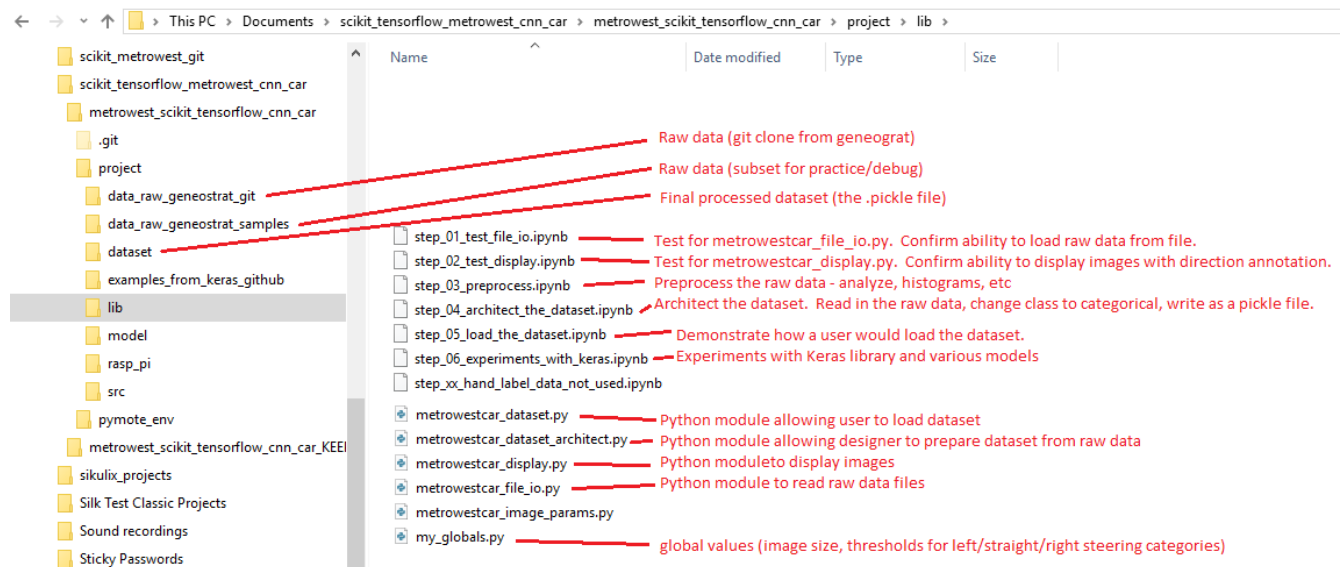 This PC > Documents > scikit_tensorflow_metrowest_cnn_car > metrowest_scikit_tensorflow_cnn_car > project > lib >
scikit_metrowest_git
scikit_tensorflow_metrowest_cnn_car
metrowest_scikit_tensorflow_cnn_car
.git
project
data_raw_geneostrat_git
data_raw_geneostrat_samples
dataset
examples_from_keras_github
lib
model
rasp_pi
src
pymote_env
metrowest_scikit_tensorflow_cnn_car_KEE
sikulix_projects
Silk Test Classic Projects
Sound recordings
Sticky Passwords
Name Date modified Type Size
Raw data (git clone from geneograt)
Raw data (subset for practice/debug)
Final processed dataset (the .pickle file)
step_01_test_file_io.ipynb Test for metrowestcar_file_io.py. Confirm ability to load raw data from file.
step_02_test_display.ipynb Test for metrowestcar_display.py. Confirm ability to display images with direction annotation.
step_03_preprocess.ipynb Preprocess the raw data - analyze, histograms, etc
step_04_architect_the_dataset.ipynb Architect the dataset. Read in the raw data, change class to categorical, write as a pickle file.
step_05_load_the_dataset.ipynb Demonstrate how a user would load the dataset.
step_06_experiments_with_keras.ipynb Experiments with Keras library and various models
step_xx_hand_label_data_not_used.ipynb
metrowestcar_dataset.py Python module allowing user to load dataset
metrowestcar_dataset_architect.py Python module allowing designer to prepare dataset from raw data
metrowestcar_display.py Python moduleto display images
metrowestcar_file_io.py Python module to read raw data files
metrowestcar_image_params.py
my_globals.py global values (image size, thresholds for left/straight/right steering categories)